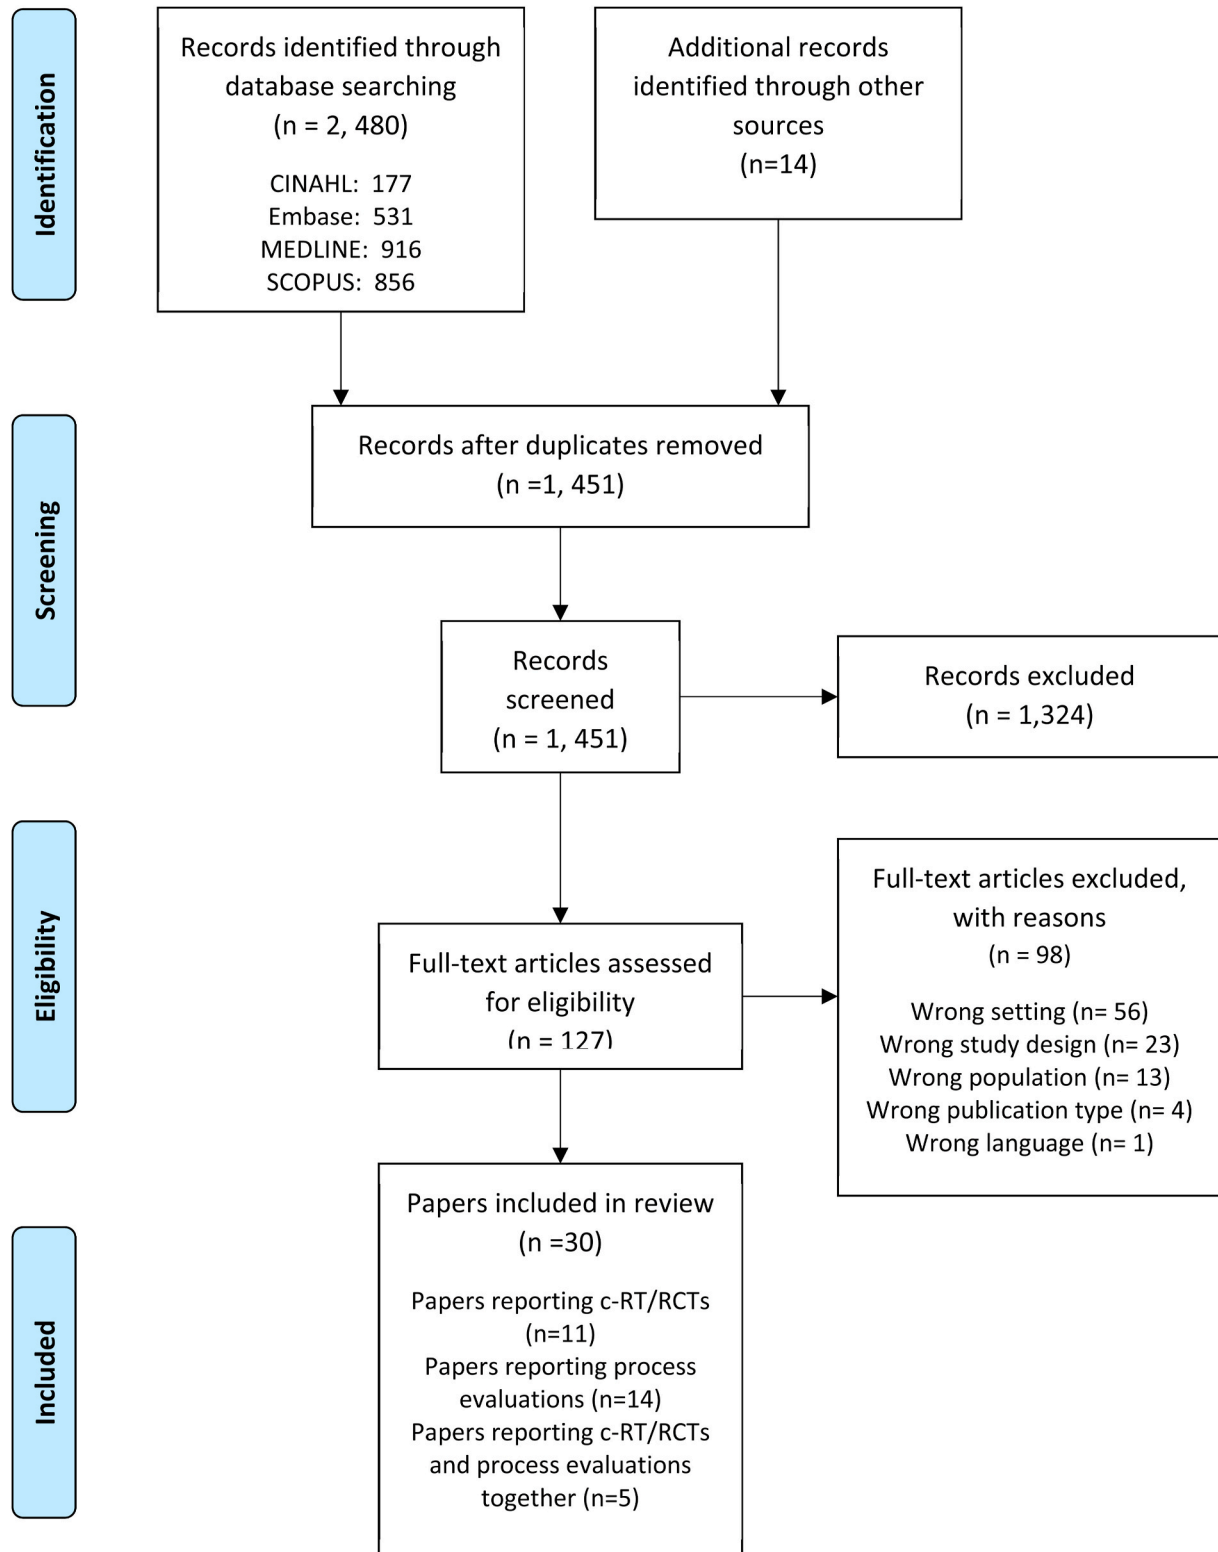 Identification
Records identified through
database searching
(n = 2, 480)
CINAHL: 177
Embase: 531
MEDLINE: 916
SCOPUS: 856
Additional records
identified through other
sources
(n=14)
Screening
Records after duplicates removed
(n =1, 451)
Records
screened
(n = 1, 451)
Records excluded
(n = 1,324)
Eligibility
Full-text articles assessed
for eligibility
(n = 127)
Full-text articles excluded,
with reasons
(n = 98)
Wrong setting (n= 56)
Wrong study design (n= 23)
Wrong population (n= 13)
Wrong publication type (n= 4)
Wrong language (n= 1)
Included
Papers included in review
(n =30)
Papers reporting c-RT/RCTs
(n=11)
Papers reporting process
evaluations (n=14)
Papers reporting c-RT/RCTs
and process evaluations
together (n=5)